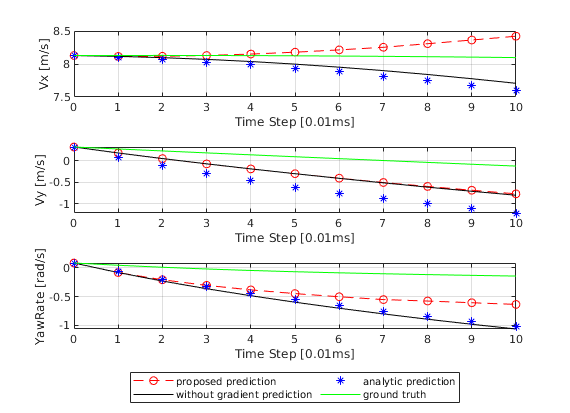 8.5
8
7.5
Vx [m/s]
0 1 2 3 4 5 6 7 8 9 10
Time Step [0.01ms]
0
-0.5
-1
Vy [m/s]
0 1 2 3 4 5 6 7 8 9 10
Time Step [0.01ms]
0
-0.5
-1
YawRate [rad/s]
0 1 2 3 4 5 6 7 8 9 10
Time Step [0.01ms]
proposed prediction analytic prediction
without gradient prediction ground truth